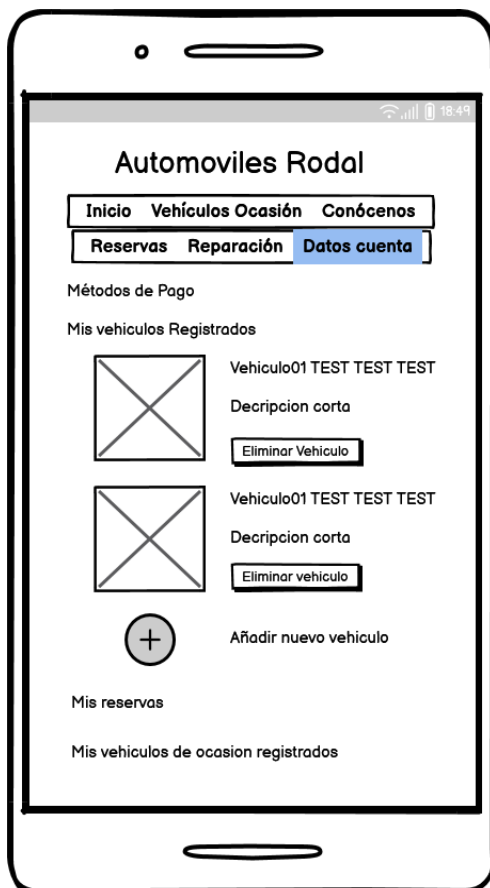 18:49
Automoviles Rodal
Inicio Vehículos Ocasión Conócenos
Reservas Reparación Datos cuenta
Métodos de Pago
Mis vehiculos Registrados
Vehiculo01 TEST TEST TEST
Decripcion corta
Eliminar Vehiculo
Vehiculo01 TEST TEST TEST
Decripcion corta
Eliminar vehiculo
Añadir nuevo vehiculo
Mis reservas
Mis vehiculos de ocasion registrados